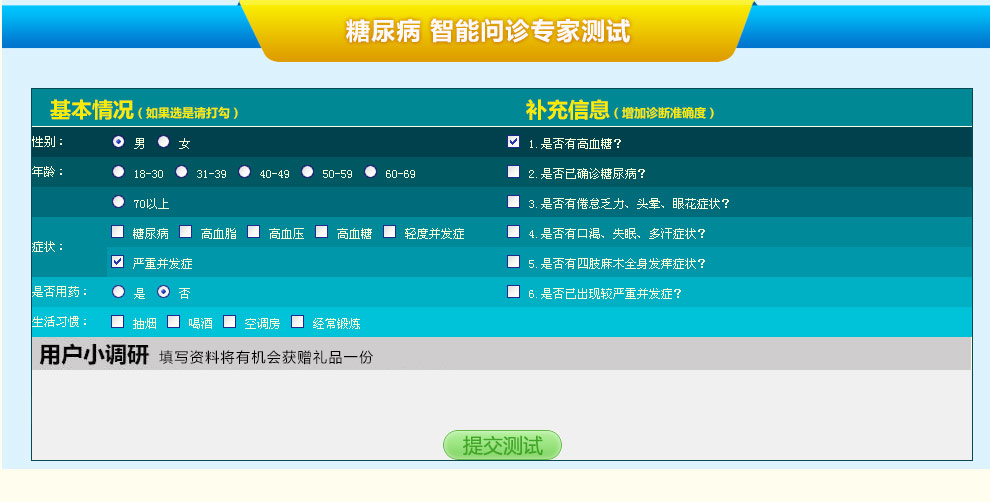 糖尿病 智能问诊专家测试
基本情况（如果选是请打勾）
补充信息（增加诊断准确度）
性别： 男 女
1.是否有高血糖？
年龄： 18-30 31-39 40-49 50-59 60-69
2.是否已确诊糖尿病？
70以上
3.是否有倦怠乏力、头晕、眼花症状？
症状： 糖尿病 高血脂 高血压 高血糖 轻度并发症
4.是否有口渴、失眠、多汗症状？
严重并发症
5.是否有四肢麻木全身发痒症状？
是否用药： 是 否
6.是否已出现较严重并发症？
生活习惯： 抽烟 喝酒 空调房 经常锻炼
用户小调研 填写资料将有机会获赠礼品一份
提交测试